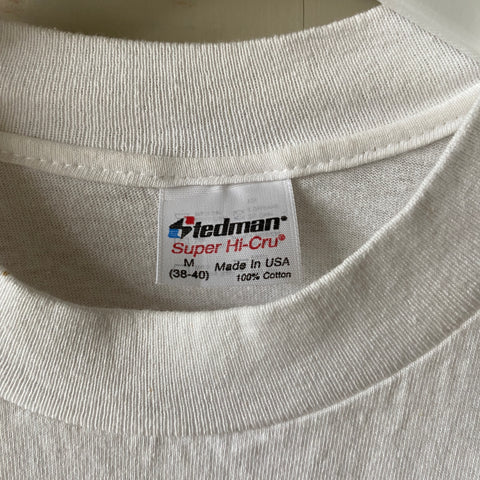 Stedman®
Super Hi-Cru®
M
(38-40)
Made In USA
100% Cotton